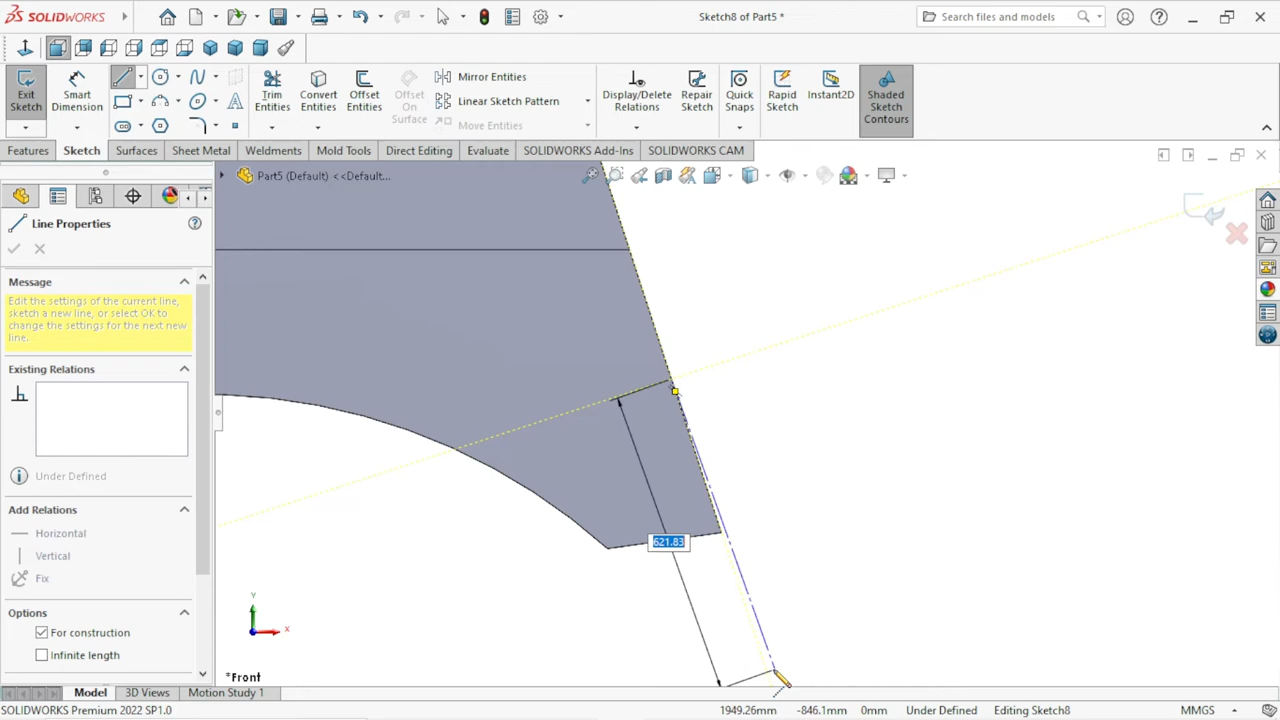 SOLIDWORKS
Sketch8 of Part5 *
Search files and models
Exit Sketch
Smart Dimension
Trim Entities
Convert Entities
Offset Entities
Offset On Surface
Mirror Entities
Linear Sketch Pattern
Move Entities
Display/Delete Relations
Repair Sketch
Quick Snaps
Rapid Sketch
Instant2D
Shaded Sketch Contours
Features Sketch Surfaces Sheet Metal Weldments Mold Tools Direct Editing Evaluate SOLIDWORKS Add-Ins SOLIDWORKS CAM
Part5 (Default) <<Default...
Line Properties
Message
Edit the settings of the current line,
sketch a new line, or select OK to
change the settings for the next new
line.
Existing Relations
Under Defined
Add Relations
Horizontal
Vertical
Fix
Options
For construction
Infinite length
621.83
Y
X
*Front
Model 3D Views Motion Study 1
SOLIDWORKS Premium 2022 SP1.0
1949.26mm -846.1mm 0mm Under Defined Editing Sketch8 MMGS